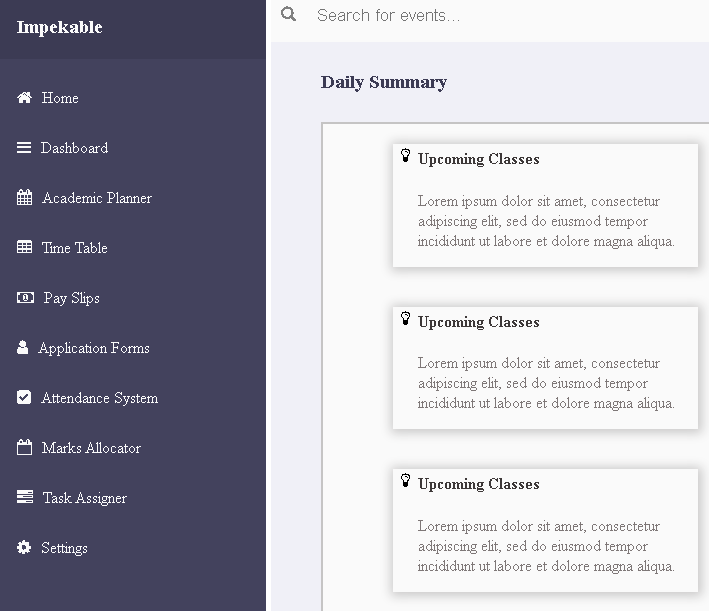 Impekable
Home
Dashboard
Academic Planner
Time Table
Pay Slips
Application Forms
Attendance System
Marks Allocator
Task Assigner
Settings
Search for events...
Daily Summary
Upcoming Classes
Lorem ipsum dolor sit amet, consectetur
adipiscing elit, sed do eiusmod tempor
incididunt ut labore et dolore magna aliqua.
Upcoming Classes
Lorem ipsum dolor sit amet, consectetur
adipiscing elit, sed do eiusmod tempor
incididunt ut labore et dolore magna aliqua.
Upcoming Classes
Lorem ipsum dolor sit amet, consectetur
adipiscing elit, sed do eiusmod tempor
incididunt ut labore et dolore magna aliqua.